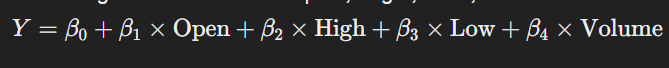 Y = β₀ + β₁ × Open + β₂ × High + β₃ × Low + β₄ × Volume